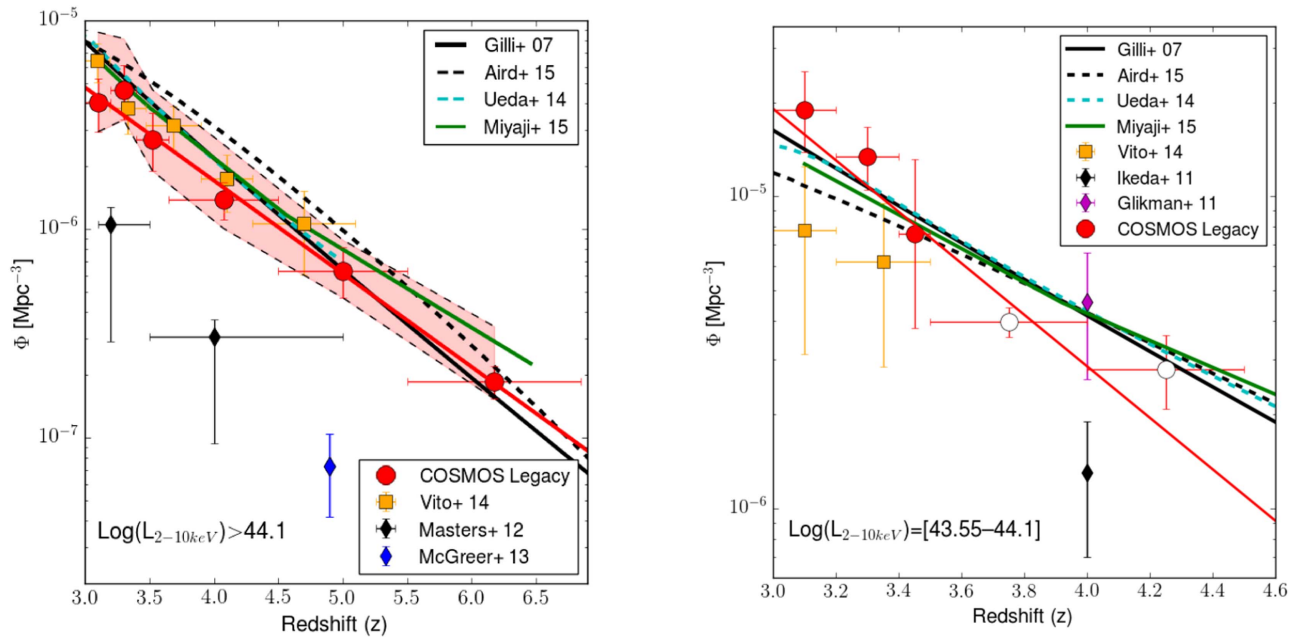 10⁻⁵
10⁻⁶
10⁻⁷
Φ [Mpc⁻³]
Gilli+ 07
Aird+ 15
Ueda+ 14
Miyaji+ 15
COSMOS Legacy
Vito+ 14
Masters+ 12
McGreer+ 13
Log(L₂₋₁₀ₖₑV)>44.1
3.0 3.5 4.0 4.5 5.0 5.5 6.0 6.5
Redshift (z)
10⁻⁵
10⁻⁶
Φ [Mpc⁻³]
Gilli+ 07
Aird+ 15
Ueda+ 14
Miyaji+ 15
Vito+ 14
Ikeda+ 11
Glikman+ 11
COSMOS Legacy
Log(L₂₋₁₀ₖₑV)=[43.55–44.1]
3.0 3.2 3.4 3.6 3.8 4.0 4.2 4.4 4.6
Redshift (z)